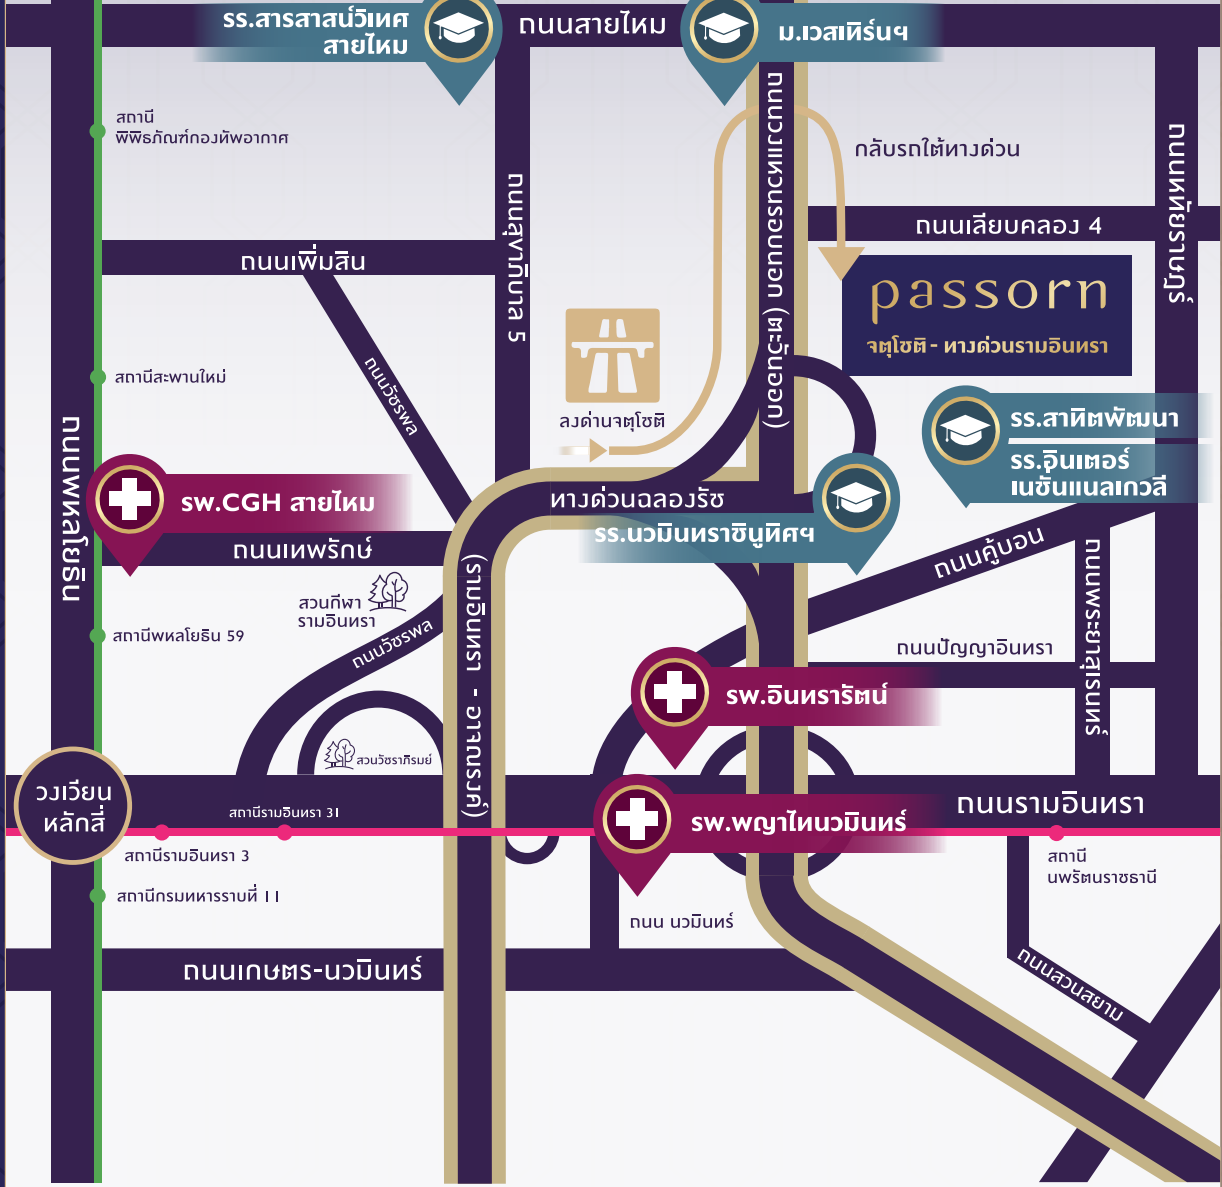 รร.สารสาสน์วิเทศ
สายไหม
ถนนสายไหม
ม.เวสเทิร์นฯ
สถานี
พิพิธภัณฑ์กองทัพอากาศ
ถนนวงแหวนรอบนอก (ตะวันออก)
กลับรถใต้ทางด่วน
ถนนหทัยราษฎร์
ถนนสุขาภิบาล 5
ถนนเลียบคลอง 4
ถนนเพิ่มสิน
passorn
จตุโชติ - ทางด่วนรามอินทรา
สถานีสะพานใหม่
ถนนวัชรพล
ลงด่านจตุโชติ
รร.สาทิตพัฒนา
รร.อินเตอร์
เนชั่นแนลเกวลี
ถนนพหลโยธิน
รพ.CGH สายไหม
ทางด่วนฉลองรัช
รร.นวมินทราชินูทิศฯ
ถนนเทพรักษ์
ถนนคู้บอน
(รามอินทรา - อาจณรงค์)
ถนนพระยาสุเรนทร์
สวนกีฬา
รามอินทรา
สถานีพหลโยธิน 59
ถนนวัชรพล
ถนนปัญญาอินทรา
รพ.อินทรารัตน์
สวนวัชราภิรมย์
วงเวียน
หลักสี่
สถานีรามอินทรา 31
ถนนรามอินทรา
รพ.พญาไทนวมินทร์
สถานีรามอินทรา 3
สถานี
นพรัตนราชธานี
สถานีกรมทหารราบที่ 11
ถนน นวมินทร์
ถนนเกษตร-นวมินทร์
ถนนสวนสยาม